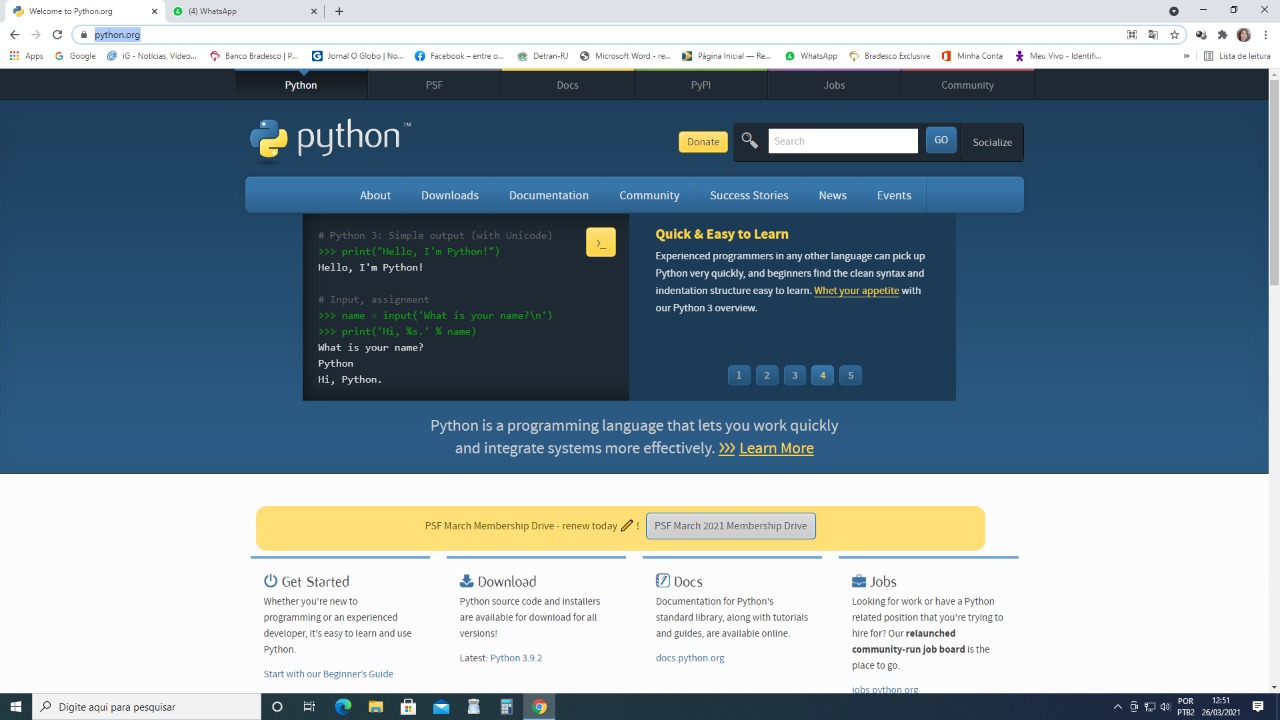 Welcome to Python.org
(4) WhatsApp
python.org
Apps
Google
iG - Notícias, Vídeo...
Banco Bradesco | P...
Jornal O Globo | No...
Facebook – entre o...
Detran-RJ
Microsoft Word - re...
Página Inicial — Re...
WhatsApp
Bradesco Exclusive
Minha Conta
Meu Vivo - Identifi...
»
Lista de leitura
Python
PSF
Docs
PyPI
Jobs
Community
python™
Donate
Search
GO
Socialize
About
Downloads
Documentation
Community
Success Stories
News
Events
# Python 3: Simple output (with Unicode)
>>> print("Hello, I'm Python!")
Hello, I'm Python!
# Input, assignment
>>> name = input('What is your name?\n')
>>> print('Hi, %s.' % name)
What is your name?
Python
Hi, Python.
>_
Quick & Easy to Learn
Experienced programmers in any other language can pick up
Python very quickly, and beginners find the clean syntax and
indentation structure easy to learn. Whet your appetite with
our Python 3 overview.
1
2
3
4
5
Python is a programming language that lets you work quickly
and integrate systems more effectively. >>> Learn More
PSF March Membership Drive - renew today !
PSF March 2021 Membership Drive
Get Started
Whether you're new to
programming or an experienced
developer, it's easy to learn and use
Python.
Start with our Beginner's Guide
Download
Python source code and installers
are available for download for all
versions!
Latest: Python 3.9.2
Docs
Documentation for Python's
standard library, along with tutorials
and guides, are available online.
docs.python.org
Jobs
Looking for work or have a Python
related position that you're trying to
hire for? Our relaunched
community-run job board is the
place to go.
jobs.python.org
Digite aqui para pesquisar
POR
PTB2
12:51
26/03/2021